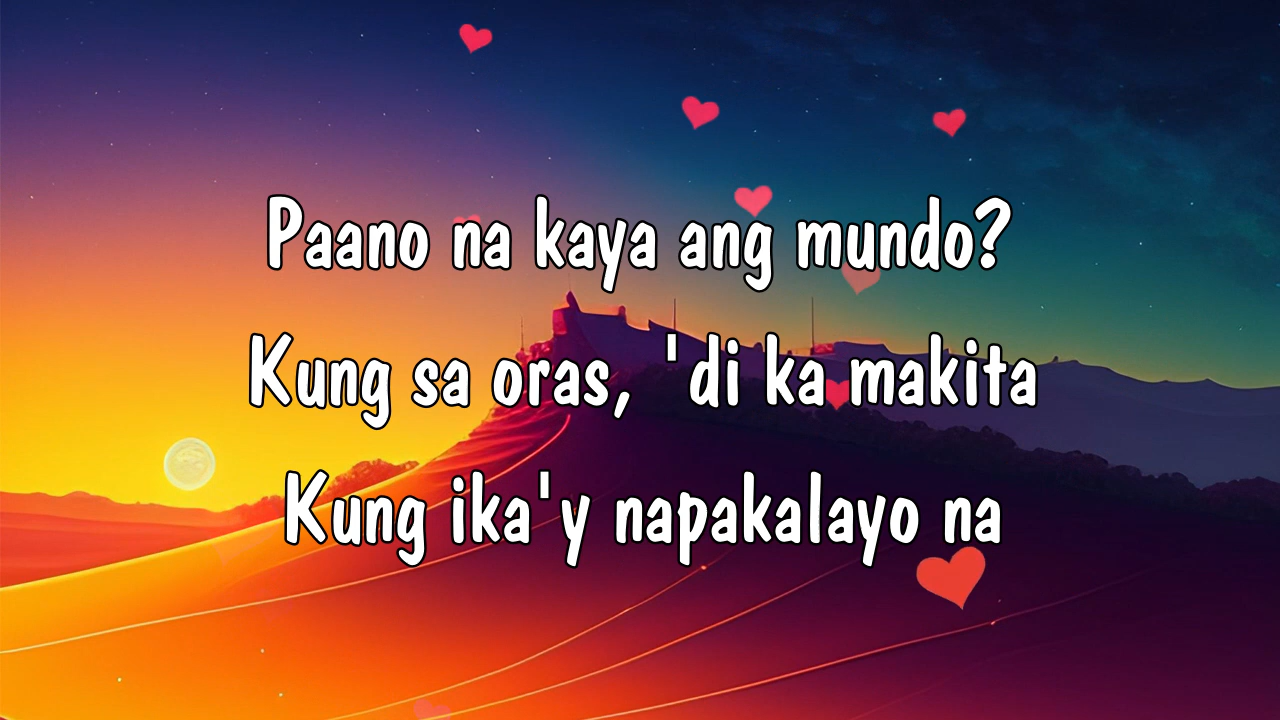 Paano na kaya ang mundo?
Kung sa oras, 'di ka makita
Kung ika'y napakalayo na